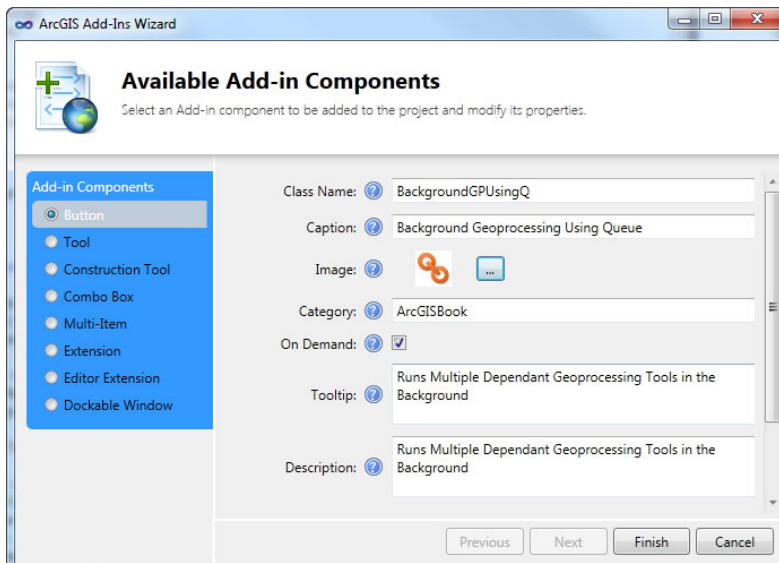 ArcGIS Add-Ins Wizard
Available Add-in Components
Select an Add-in component to be added to the project and modify its properties.
Add-in Components
Button
Tool
Construction Tool
Combo Box
Multi-Item
Extension
Editor Extension
Dockable Window
Class Name: ? BackgroundGPUsingQ
Caption: ? Background Geoprocessing Using Queue
Image: ? ...
Category: ? ArcGISBook
On Demand: ?
Tooltip: ? Runs Multiple Dependant Geoprocessing Tools in the
Background
Description: ? Runs Multiple Dependant Geoprocessing Tools in the
Background
Previous Next Finish Cancel